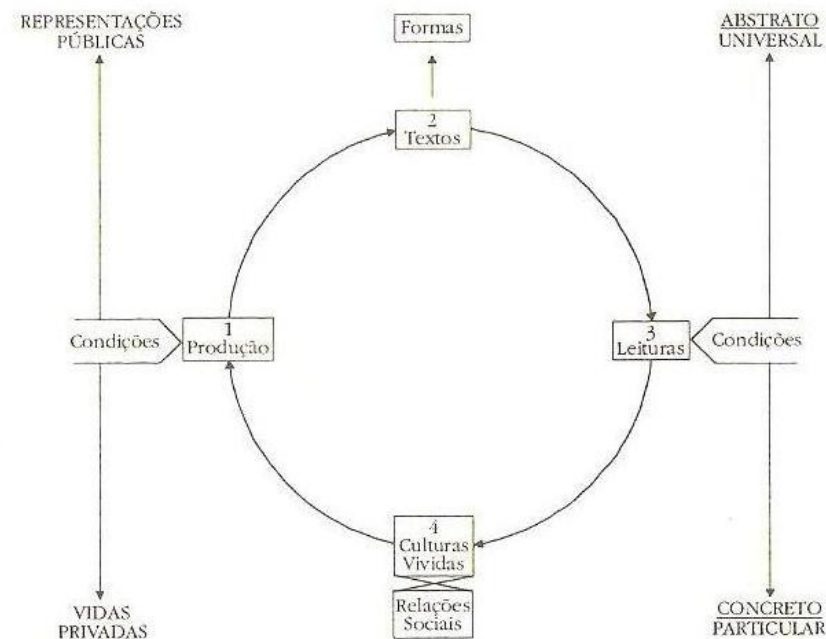 REPRESENTAÇÕES
PÚBLICAS
Formas
ABSTRATO
UNIVERSAL
2
Textos
Condições
1
Produção
3
Leituras
Condições
4
Culturas
Vividas
Relações
Sociais
VIDAS
PRIVADAS
CONCRETO
PARTICULAR